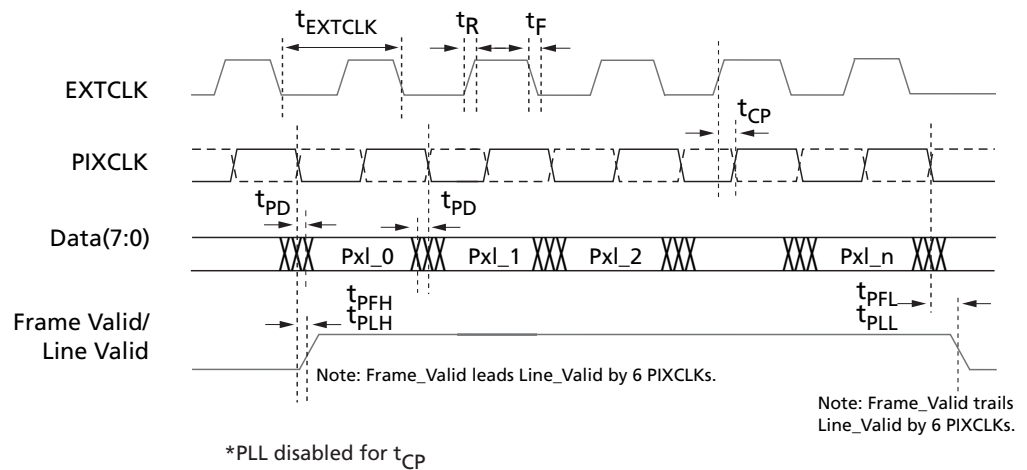 tEXTCLK tR tF
EXTCLK
tCP
PIXCLK
tPD tPD
Data(7:0) Pxl_0 Pxl_1 Pxl_2 Pxl_n
tPFH tPFL
tPLH tPLL
Frame Valid/
Line Valid
Note: Frame_Valid leads Line_Valid by 6 PIXCLKs.
Note: Frame_Valid trails
Line_Valid by 6 PIXCLKs.
*PLL disabled for tCP